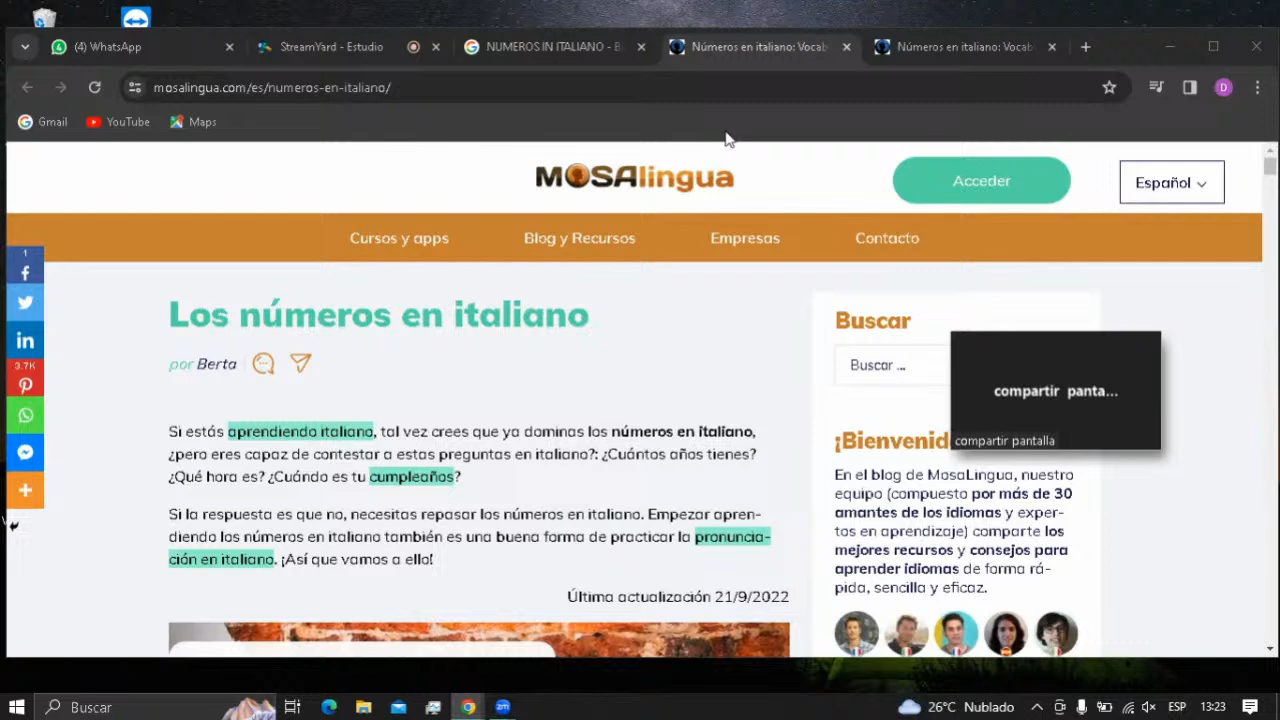 (4) WhatsApp
StreamYard - Estudio
NUMEROS IN ITALIANO - B
Números en italiano: Vocab
Números en italiano: Vocab
mosalingua.com/es/numeros-en-italiano/
D
Gmail
YouTube
Maps
MOSAlingua
Acceder
Español
Cursos y apps
Blog y Recursos
Empresas
Contacto
1
3.7K
Los números en italiano
por Berta
Si estás aprendiendo italiano, tal vez crees que ya dominas los números en italiano,
¿pero eres capaz de contestar a estas preguntas en italiano?: ¿Cuántos años tienes?
¿Qué hora es? ¿Cuándo es tu cumpleaños?
Si la respuesta es que no, necesitas repasar los números en italiano. Empezar apren-
diendo los números en italiano también es una buena forma de practicar la pronuncia-
ción en italiano. ¡Así que vamos a ello!
Última actualización 21/9/2022
Buscar
Buscar ...
compartir panta...
compartir pantalla
¡Bienvenid
En el blog de MosaLingua, nuestro
equipo (compuesto por más de 30
amantes de los idiomas y exper-
tos en aprendizaje) comparte los
mejores recursos y consejos para
aprender idiomas de forma rá-
pida, sencilla y eficaz.
Buscar
zm
26°C Nublado
ESP
13:23